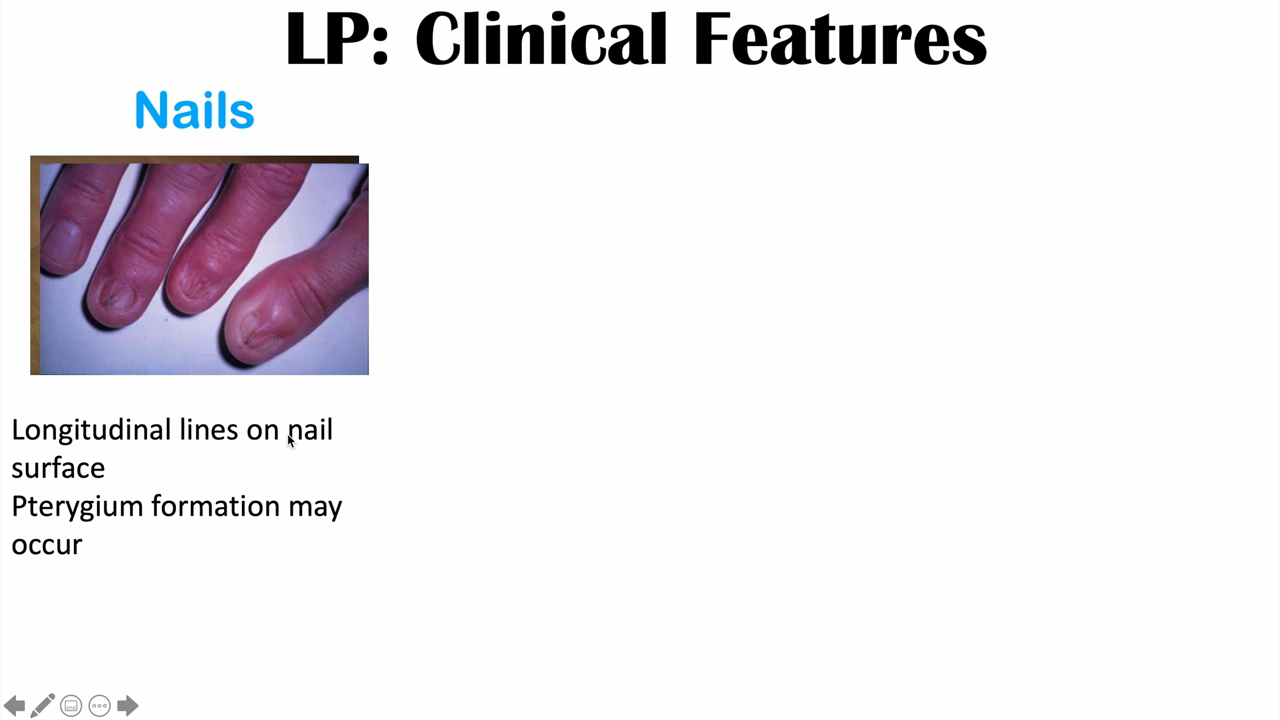 LP: Clinical Features
Nails
Longitudinal lines on nail
surface
Pterygium formation may
occur